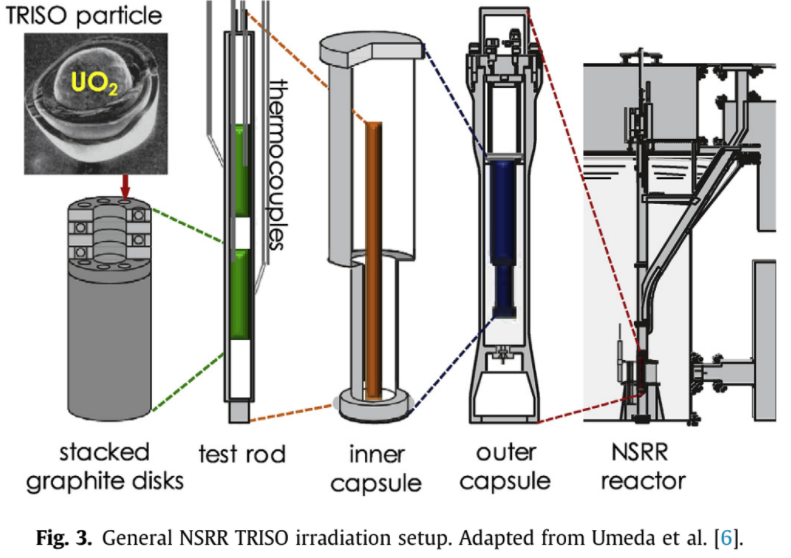 TRISO particle
UO₂
thermocouples
stacked
graphite disks
test rod
inner
capsule
outer
capsule
NSRR
reactor
Fig. 3. General NSRR TRISO irradiation setup. Adapted from Umeda et al. [6].